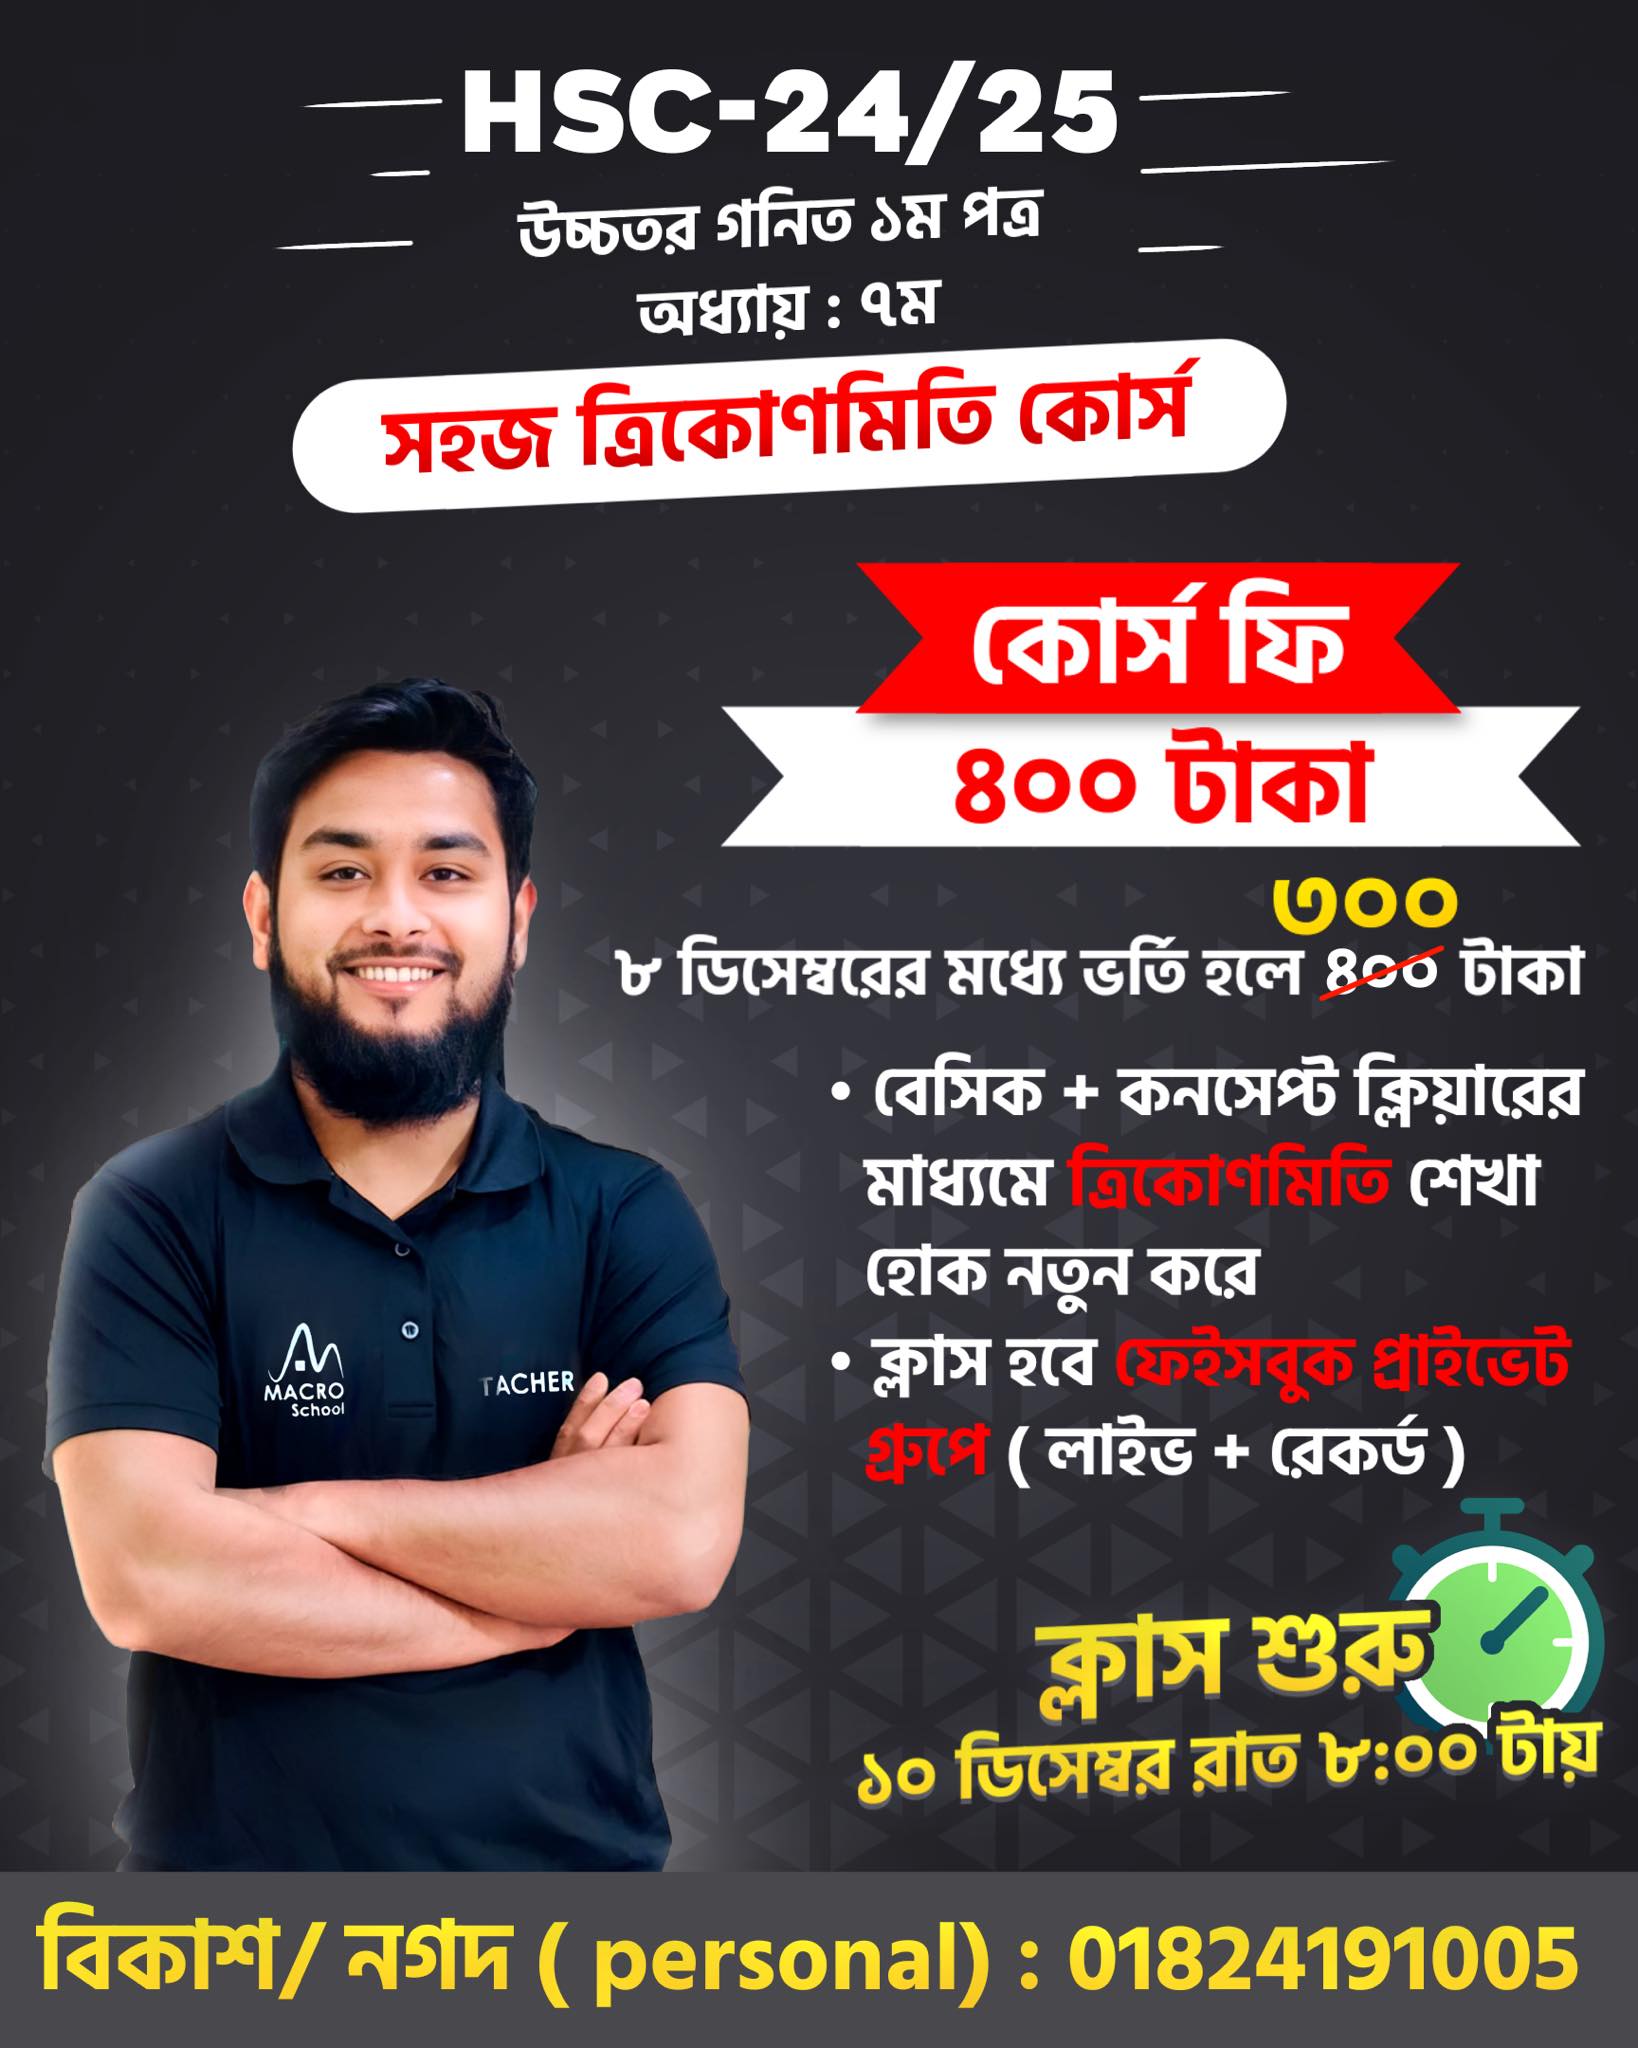 HSC-24/25
উচ্চতর গনিত ১ম পত্র
অধ্যায় : ৭ম
সহজ ত্রিকোণমিতি কোর্স
কোর্স ফি
৪০০ টাকা
৩০০
৮ ডিসেম্বরের মধ্যে ভর্তি হলে ৪০০ টাকা
• বেসিক + কনসেপ্ট ক্লিয়ারের
মাধ্যমে ত্রিকোণমিতি শেখা
হোক নতুন করে
• ক্লাস হবে ফেইসবুক প্রাইভেট
গ্রুপে ( লাইভ + রেকর্ড )
MACRO
School
TACHER
ক্লাস শুরু
১০ ডিসেম্বর রাত ৮:০০ টায়
বিকাশ/ নগদ ( personal) : 01824191005